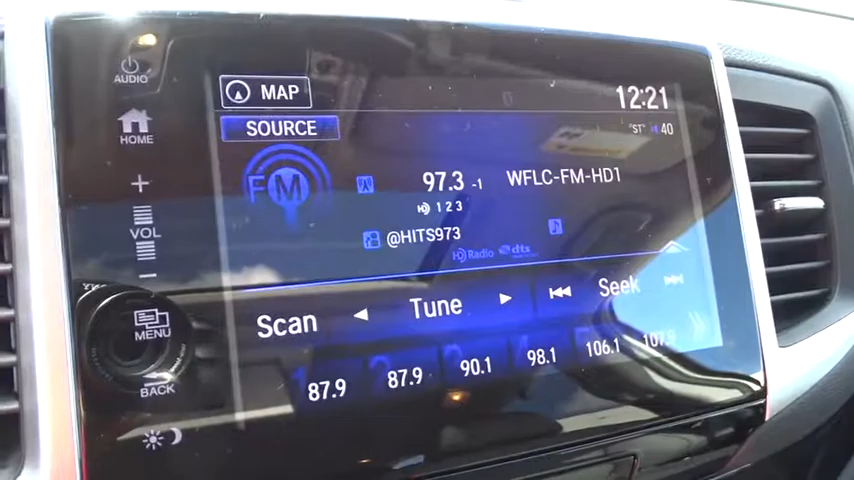 AUDIO
MAP
12:21
HOME
SOURCE
"ST" 40
FM
97.3 -1
WFLC-FM-HD1
+
1 2 3
VOL
@HITS973
HD Radio dts
-
Scan
Tune
Seek
MENU
87.9
87.9
90.1
98.1
106.1
107.9
BACK